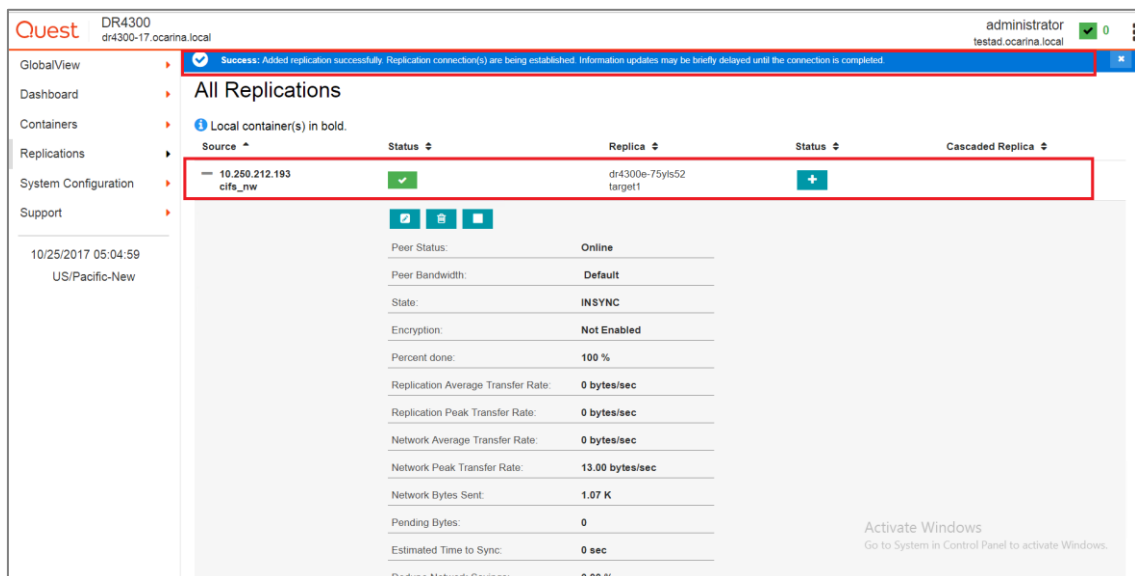 Quest
DR4300
dr4300-17.ocarina.local
administrator
testad.ocarina.local
0
GlobalView
Dashboard
Containers
Replications
System Configuration
Support
10/25/2017 05:04:59
US/Pacific-New
Success: Added replication successfully. Replication connection(s) are being established. Information updates may be briefly delayed until the connection is completed.
All Replications
Local container(s) in bold.
Source Status Replica Status Cascaded Replica
10.250.212.193 dr4300e-75yls52
cifs_nw target1
Peer Status: Online
Peer Bandwidth: Default
State: INSYNC
Encryption: Not Enabled
Percent done: 100 %
Replication Average Transfer Rate: 0 bytes/sec
Replication Peak Transfer Rate: 0 bytes/sec
Network Average Transfer Rate: 0 bytes/sec
Network Peak Transfer Rate: 13.00 bytes/sec
Network Bytes Sent: 1.07 K
Pending Bytes: 0
Estimated Time to Sync: 0 sec
Activate Windows
Go to System in Control Panel to activate Windows.